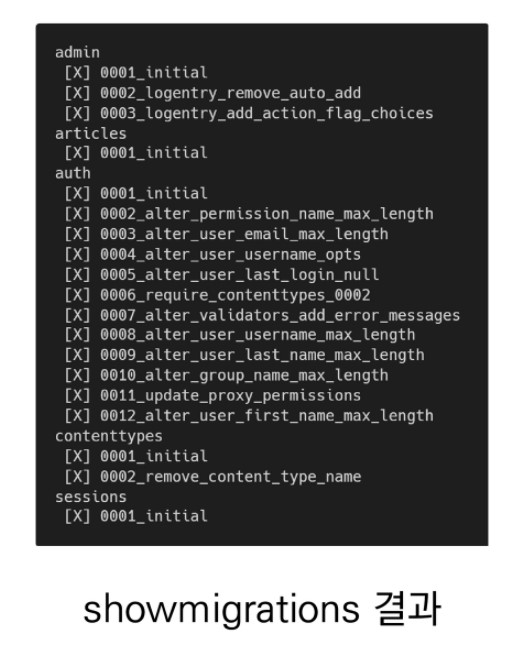 admin
[X] 0001_initial
[X] 0002_logentry_remove_auto_add
[X] 0003_logentry_add_action_flag_choices
articles
[X] 0001_initial
auth
[X] 0001_initial
[X] 0002_alter_permission_name_max_length
[X] 0003_alter_user_email_max_length
[X] 0004_alter_user_username_opts
[X] 0005_alter_user_last_login_null
[X] 0006_require_contenttypes_0002
[X] 0007_alter_validators_add_error_messages
[X] 0008_alter_user_username_max_length
[X] 0009_alter_user_last_name_max_length
[X] 0010_alter_group_name_max_length
[X] 0011_update_proxy_permissions
[X] 0012_alter_user_first_name_max_length
contenttypes
[X] 0001_initial
[X] 0002_remove_content_type_name
sessions
[X] 0001_initial
showmigrations 결과